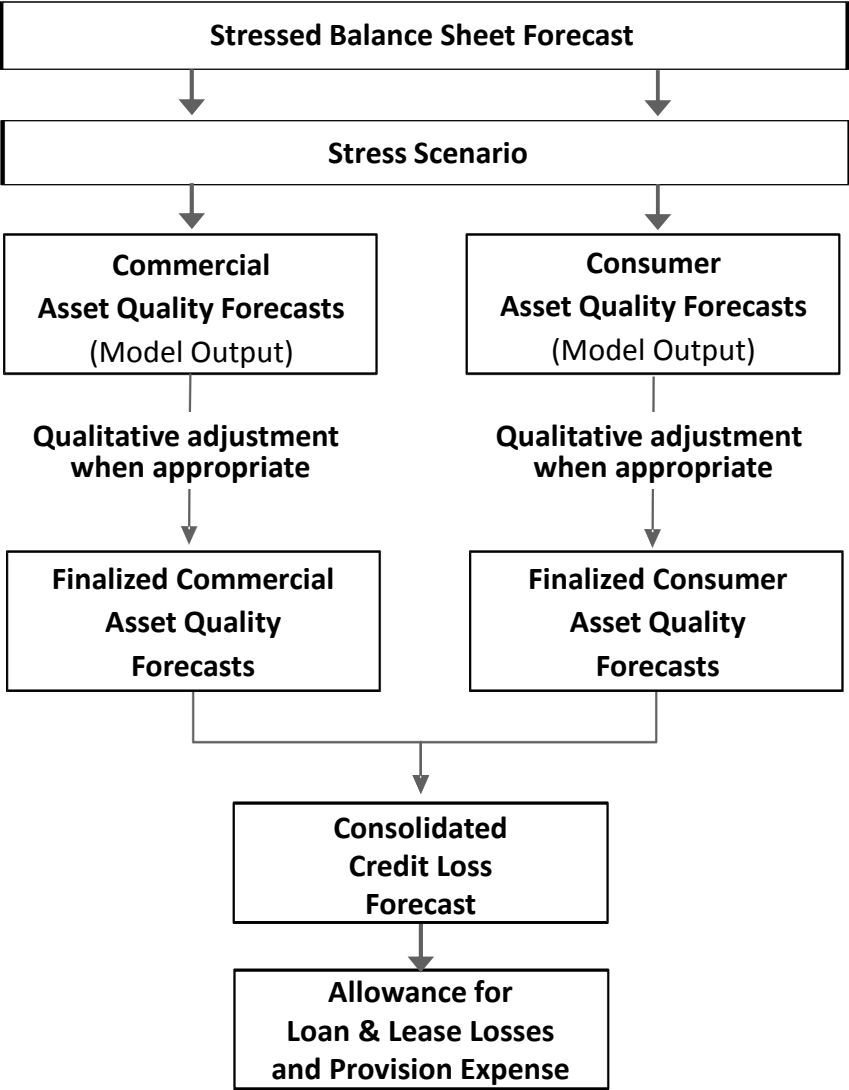 Stressed Balance Sheet Forecast
Stress Scenario
Commercial
Asset Quality Forecasts
(Model Output)
Consumer
Asset Quality Forecasts
(Model Output)
Qualitative adjustment
when appropriate
Qualitative adjustment
when appropriate
Finalized Commercial
Asset Quality
Forecasts
Finalized Consumer
Asset Quality
Forecasts
Consolidated
Credit Loss
Forecast
Allowance for
Loan & Lease Losses
and Provision Expense